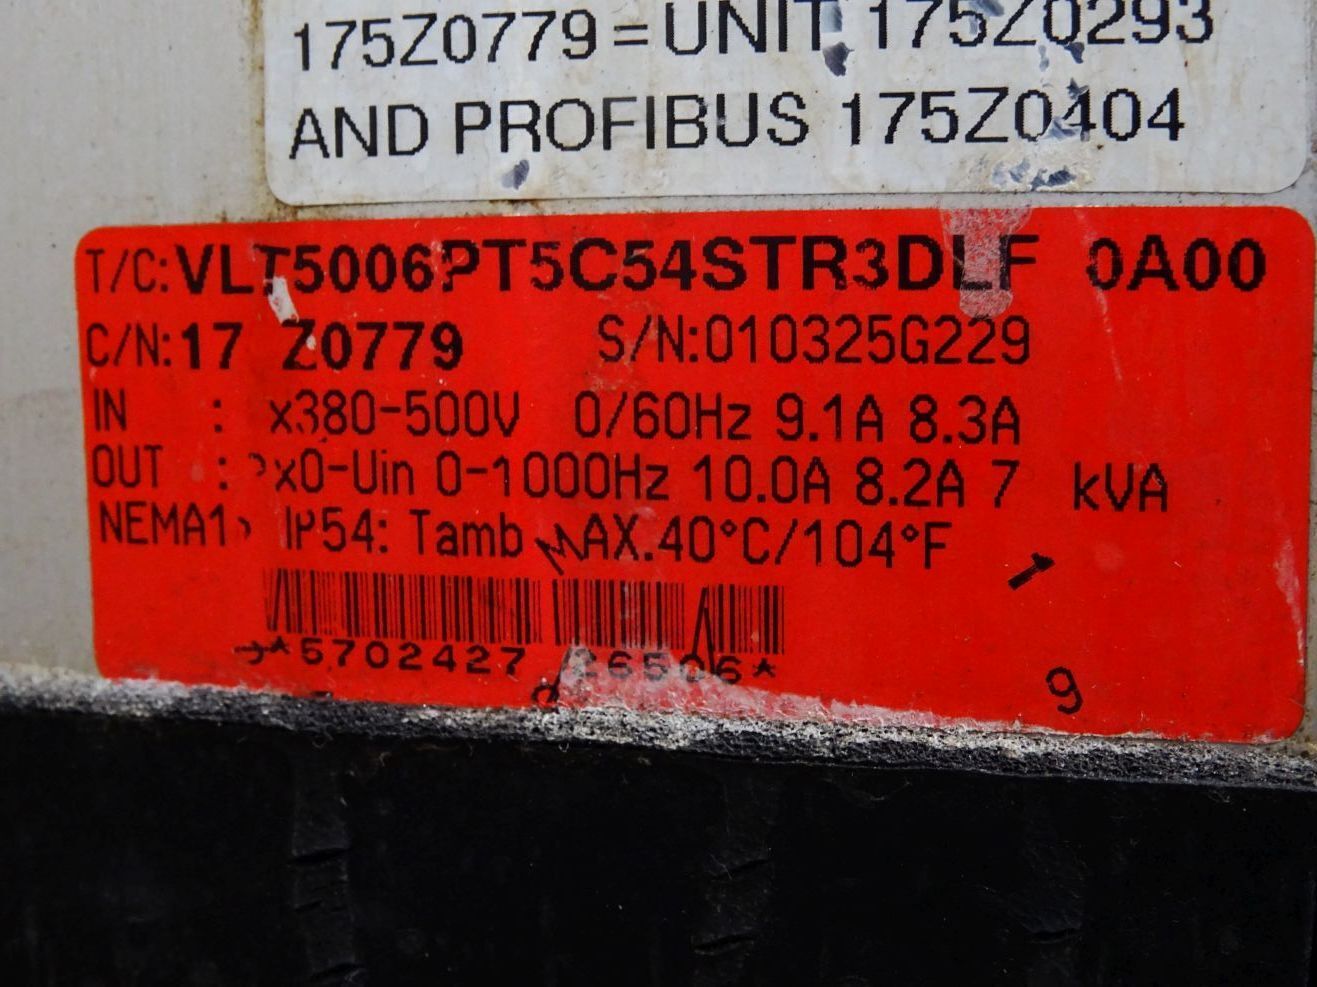 175Z0779=UNIT 175Z0293
AND PROFIBUS 175Z0404
T/C:VLT5006PT5C54STR3DLF 0A00
C/N:17 Z0779 S/N:010325G229
IN : x380-500V 0/60Hz 9.1A 8.3A
OUT : x0-Uin 0-1000Hz 10.0A 8.2A 7 kVA
NEMA1 IP54: Tamb MAX.40°C/104°F
1
*5702427 26506*
9